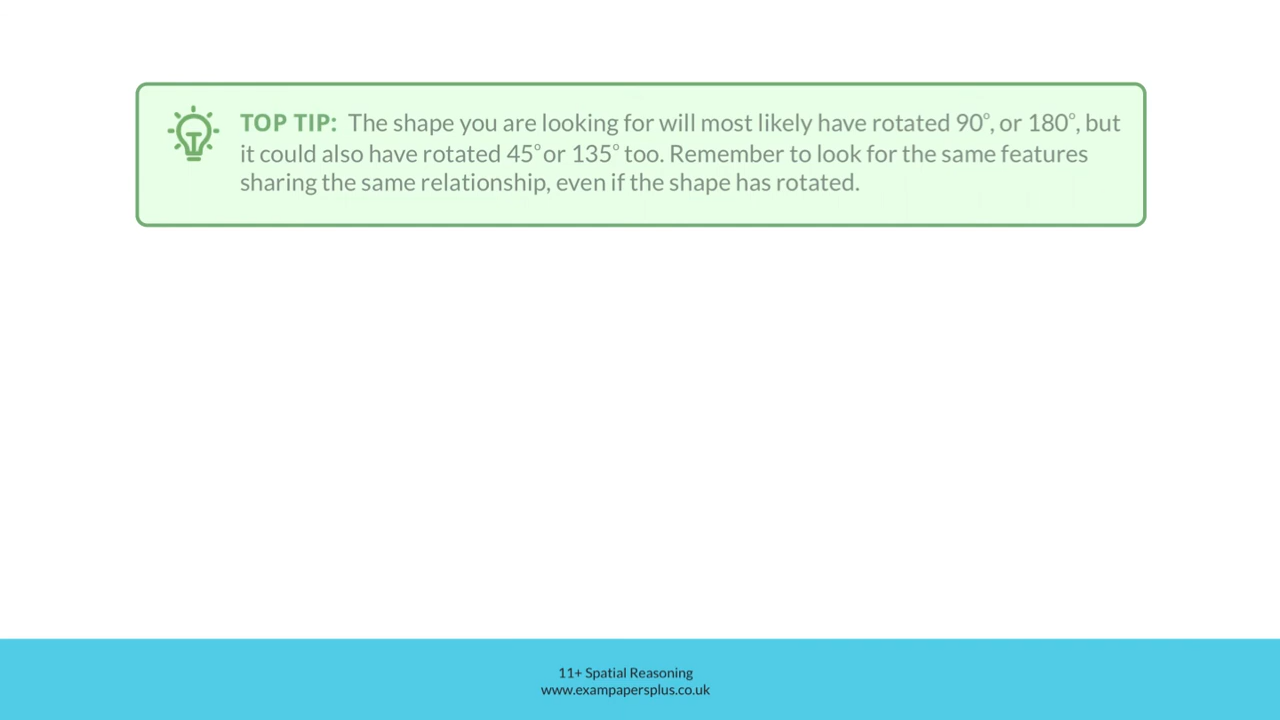 TOP TIP: The shape you are looking for will most likely have rotated 90°, or 180°, but
it could also have rotated 45° or 135° too. Remember to look for the same features
sharing the same relationship, even if the shape has rotated.
11+ Spatial Reasoning
www.exampapersplus.co.uk